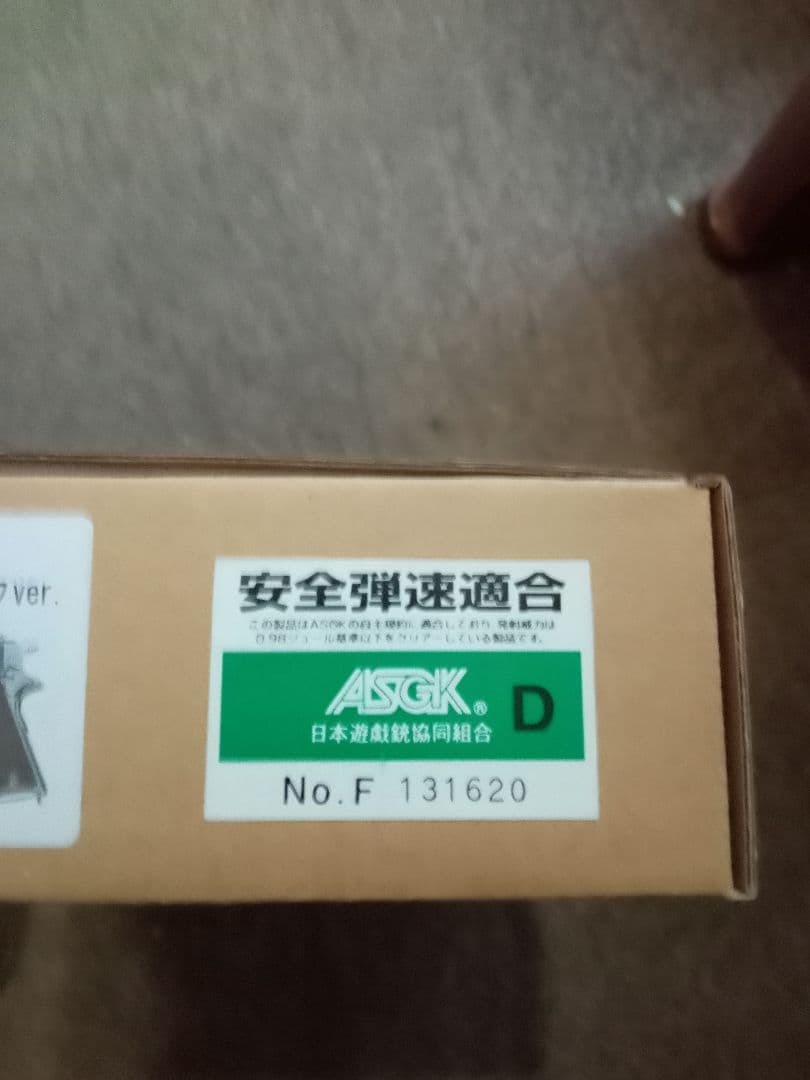 ver.
安全弾速適合
この製品はASGKの自主規約に適合しており、発射威力は
0.98ジュール基準以下をクリアーしている製品です。
ASGK® D
日本遊戯銃協同組合
No.F 131620